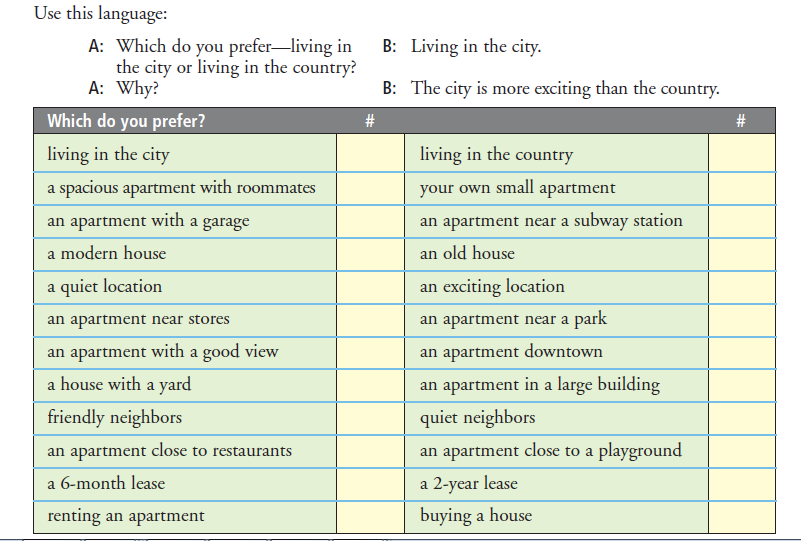 Use this language:
A: Which do you prefer—living in B: Living in the city.
the city or living in the country?
A: Why? B: The city is more exciting than the country.
Which do you prefer? # #
living in the city living in the country
a spacious apartment with roommates your own small apartment
an apartment with a garage an apartment near a subway station
a modern house an old house
a quiet location an exciting location
an apartment near stores an apartment near a park
an apartment with a good view an apartment downtown
a house with a yard an apartment in a large building
friendly neighbors quiet neighbors
an apartment close to restaurants an apartment close to a playground
a 6-month lease a 2-year lease
renting an apartment buying a house